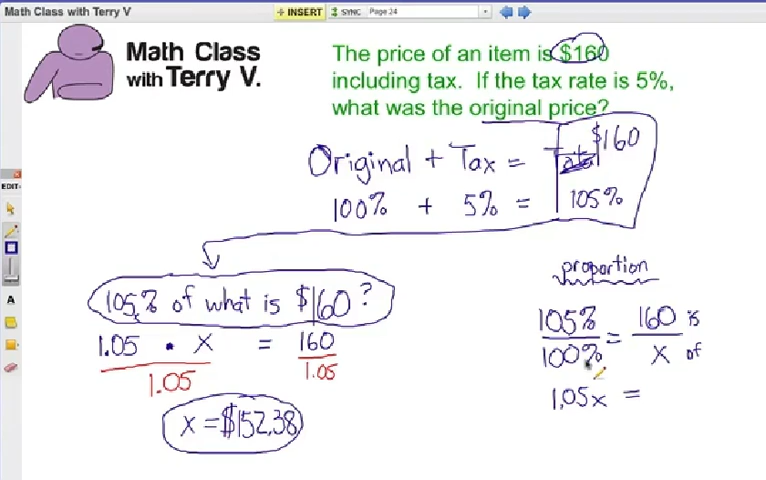 Math Class with Terry V
INSERT
SYNC
Page 24
Math Class
with Terry V.
The price of an item is $160
including tax. If the tax rate is 5%,
what was the original price?
Original + Tax = $160
100% + 5% = 105%
EDIT-
A
105% of what is $160?
1.05 • x = 160
1.05 1.05
x = $152.38
proportion
105% = 160 is
100% x of
1.05x =